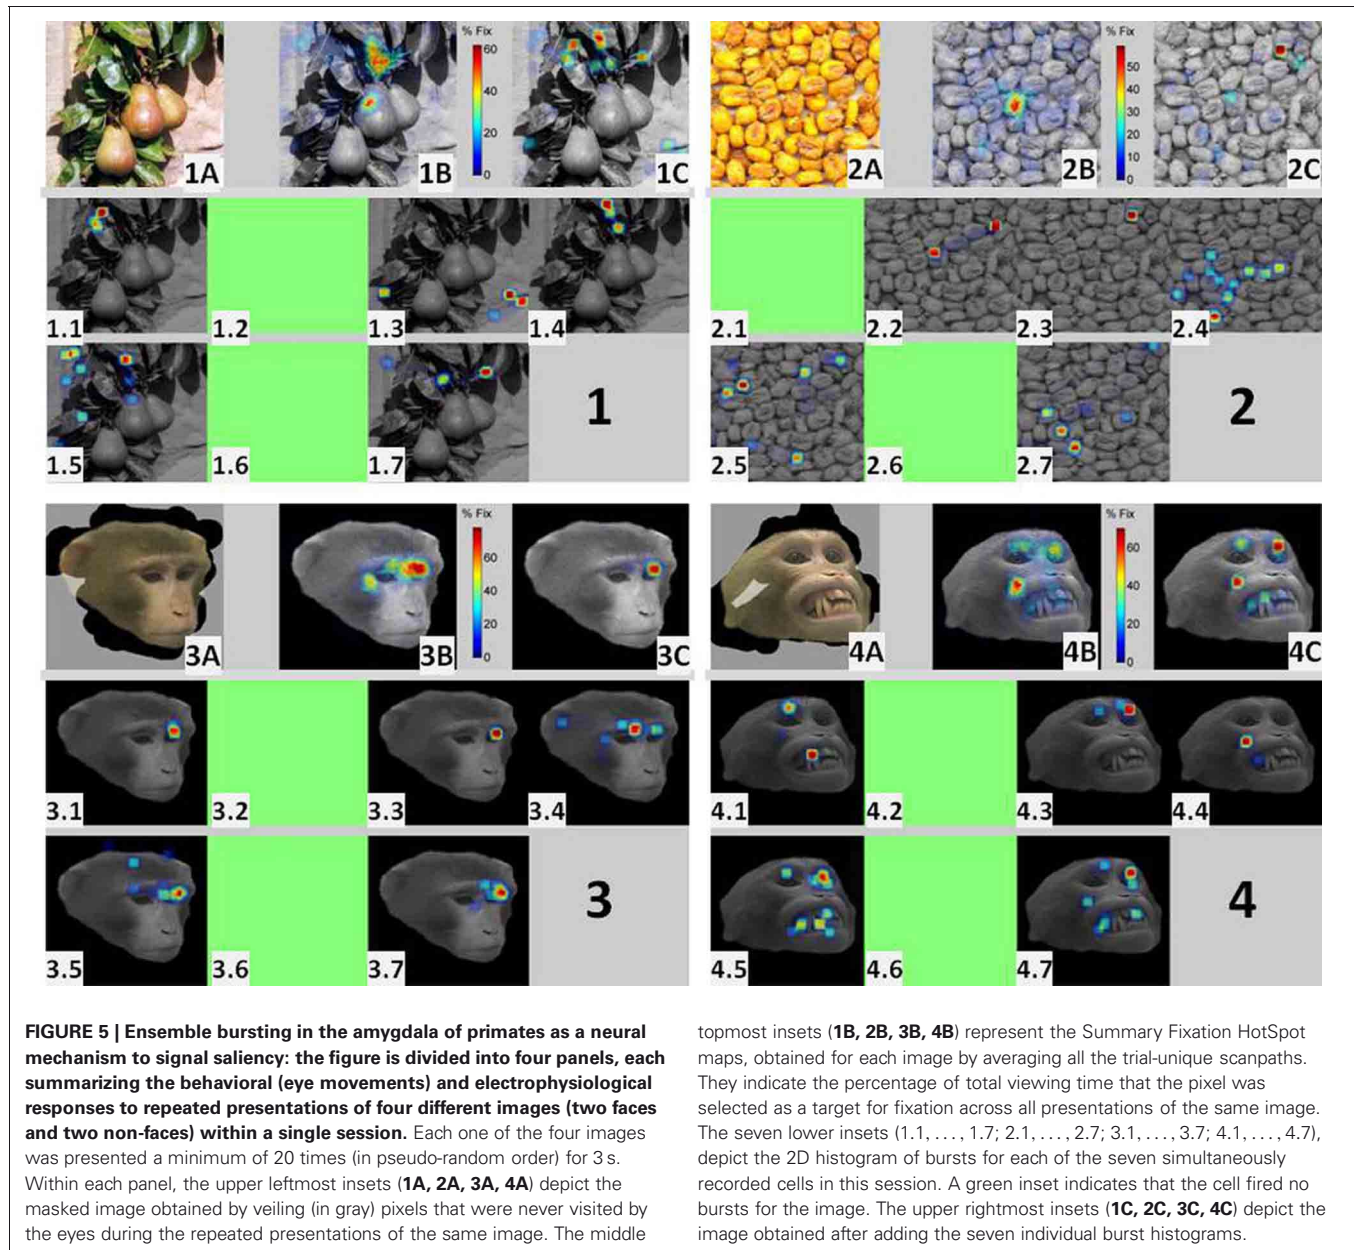 % Fix
60
40
20
0
1A
1B
1C
1.1
1.2
1.3
1.4
1.5
1.6
1.7
1
% Fix
50
40
30
20
10
0
2A
2B
2C
2.1
2.2
2.3
2.4
2.5
2.6
2.7
2
% Fix
60
40
20
0
3A
3B
3C
3.1
3.2
3.3
3.4
3.5
3.6
3.7
3
% Fix
60
40
20
0
4A
4B
4C
4.1
4.2
4.3
4.4
4.5
4.6
4.7
4
FIGURE 5 | Ensemble bursting in the amygdala of primates as a neural
mechanism to signal saliency: the figure is divided into four panels, each
summarizing the behavioral (eye movements) and electrophysiological
responses to repeated presentations of four different images (two faces
and two non-faces) within a single session. Each one of the four images
was presented a minimum of 20 times (in pseudo-random order) for 3 s.
Within each panel, the upper leftmost insets (1A, 2A, 3A, 4A) depict the
masked image obtained by veiling (in gray) pixels that were never visited by
the eyes during the repeated presentations of the same image. The middle
topmost insets (1B, 2B, 3B, 4B) represent the Summary Fixation HotSpot
maps, obtained for each image by averaging all the trial-unique scanpaths.
They indicate the percentage of total viewing time that the pixel was
selected as a target for fixation across all presentations of the same image.
The seven lower insets (1.1, . . . , 1.7; 2.1, . . . , 2.7; 3.1, . . . , 3.7; 4.1, . . . , 4.7),
depict the 2D histogram of bursts for each of the seven simultaneously
recorded cells in this session. A green inset indicates that the cell fired no
bursts for the image. The upper rightmost insets (1C, 2C, 3C, 4C) depict the
image obtained after adding the seven individual burst histograms.